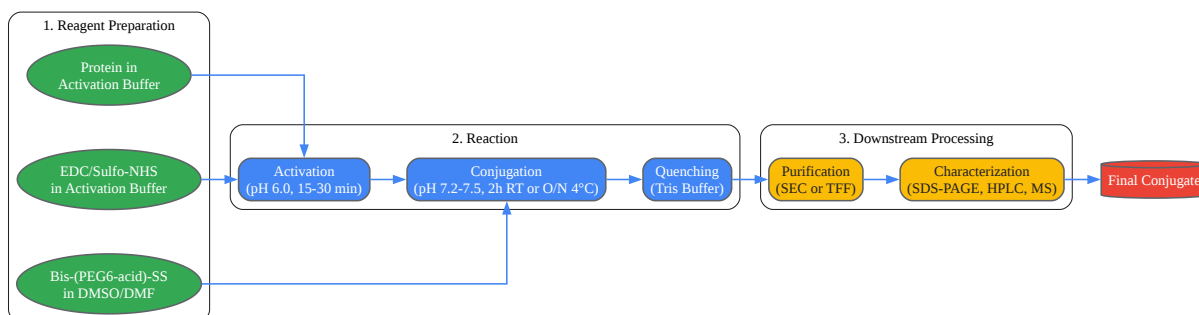 1. Reagent Preparation
Protein in
Activation Buffer
EDC/Sulfo-NHS
in Activation Buffer
Bis-(PEG6-acid)-SS
in DMSO/DMF
2. Reaction
Activation
(pH 6.0, 15-30 min)
Conjugation
(pH 7.2-7.5, 2h RT or O/N 4°C)
Quenching
(Tris Buffer)
3. Downstream Processing
Purification
(SEC or TFF)
Characterization
(SDS-PAGE, HPLC, MS)
Final Conjugate